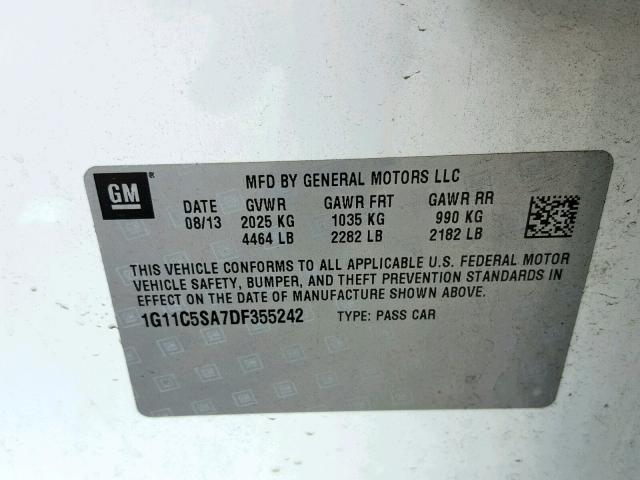 GM
MFD BY GENERAL MOTORS LLC
DATE GVWR GAWR FRT GAWR RR
08/13 2025 KG 1035 KG 990 KG
4464 LB 2282 LB 2182 LB
THIS VEHICLE CONFORMS TO ALL APPLICABLE U.S. FEDERAL MOTOR
VEHICLE SAFETY, BUMPER, AND THEFT PREVENTION STANDARDS IN
EFFECT ON THE DATE OF MANUFACTURE SHOWN ABOVE.
1G11C5SA7DF355242 TYPE: PASS CAR